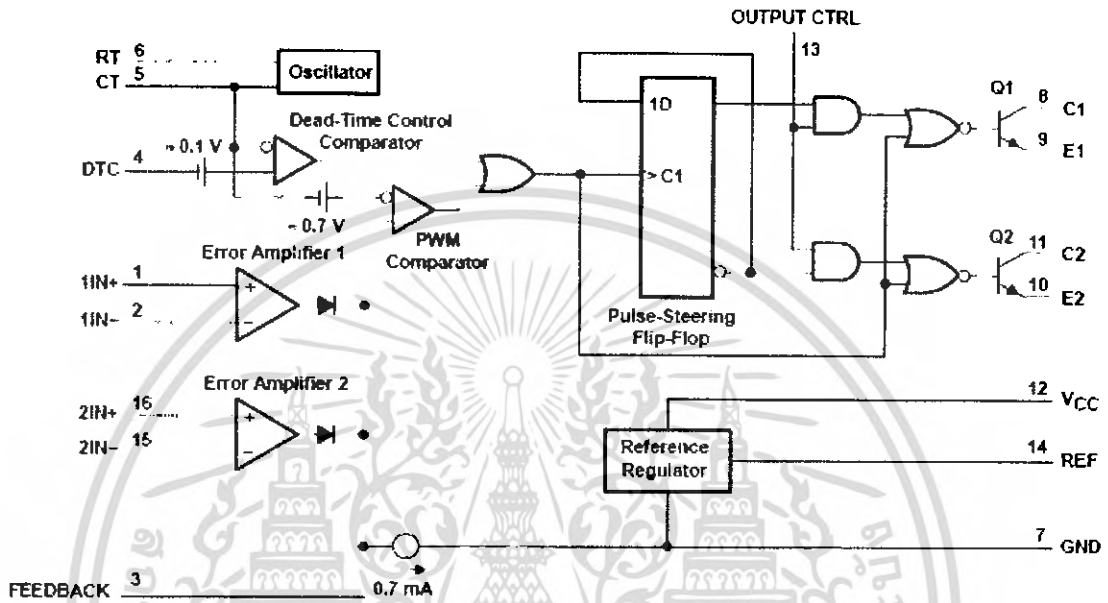 OUTPUT CTRL
13
RT 6
CT 5
Oscillator
Dead-Time Control
Comparator
≈ 0.1 V
DTC 4
≈ 0.7 V
PWM
Comparator
1D
> C1
Pulse-Steering
Flip-Flop
Q1
8 C1
9 E1
Q2
11 C2
10 E2
Error Amplifier 1
1IN+ 1
+
1IN− 2
−
Error Amplifier 2
2IN+ 16
+
2IN− 15
−
12 VCC
Reference
Regulator
14 REF
7 GND
0.7 mA
FEEDBACK 3